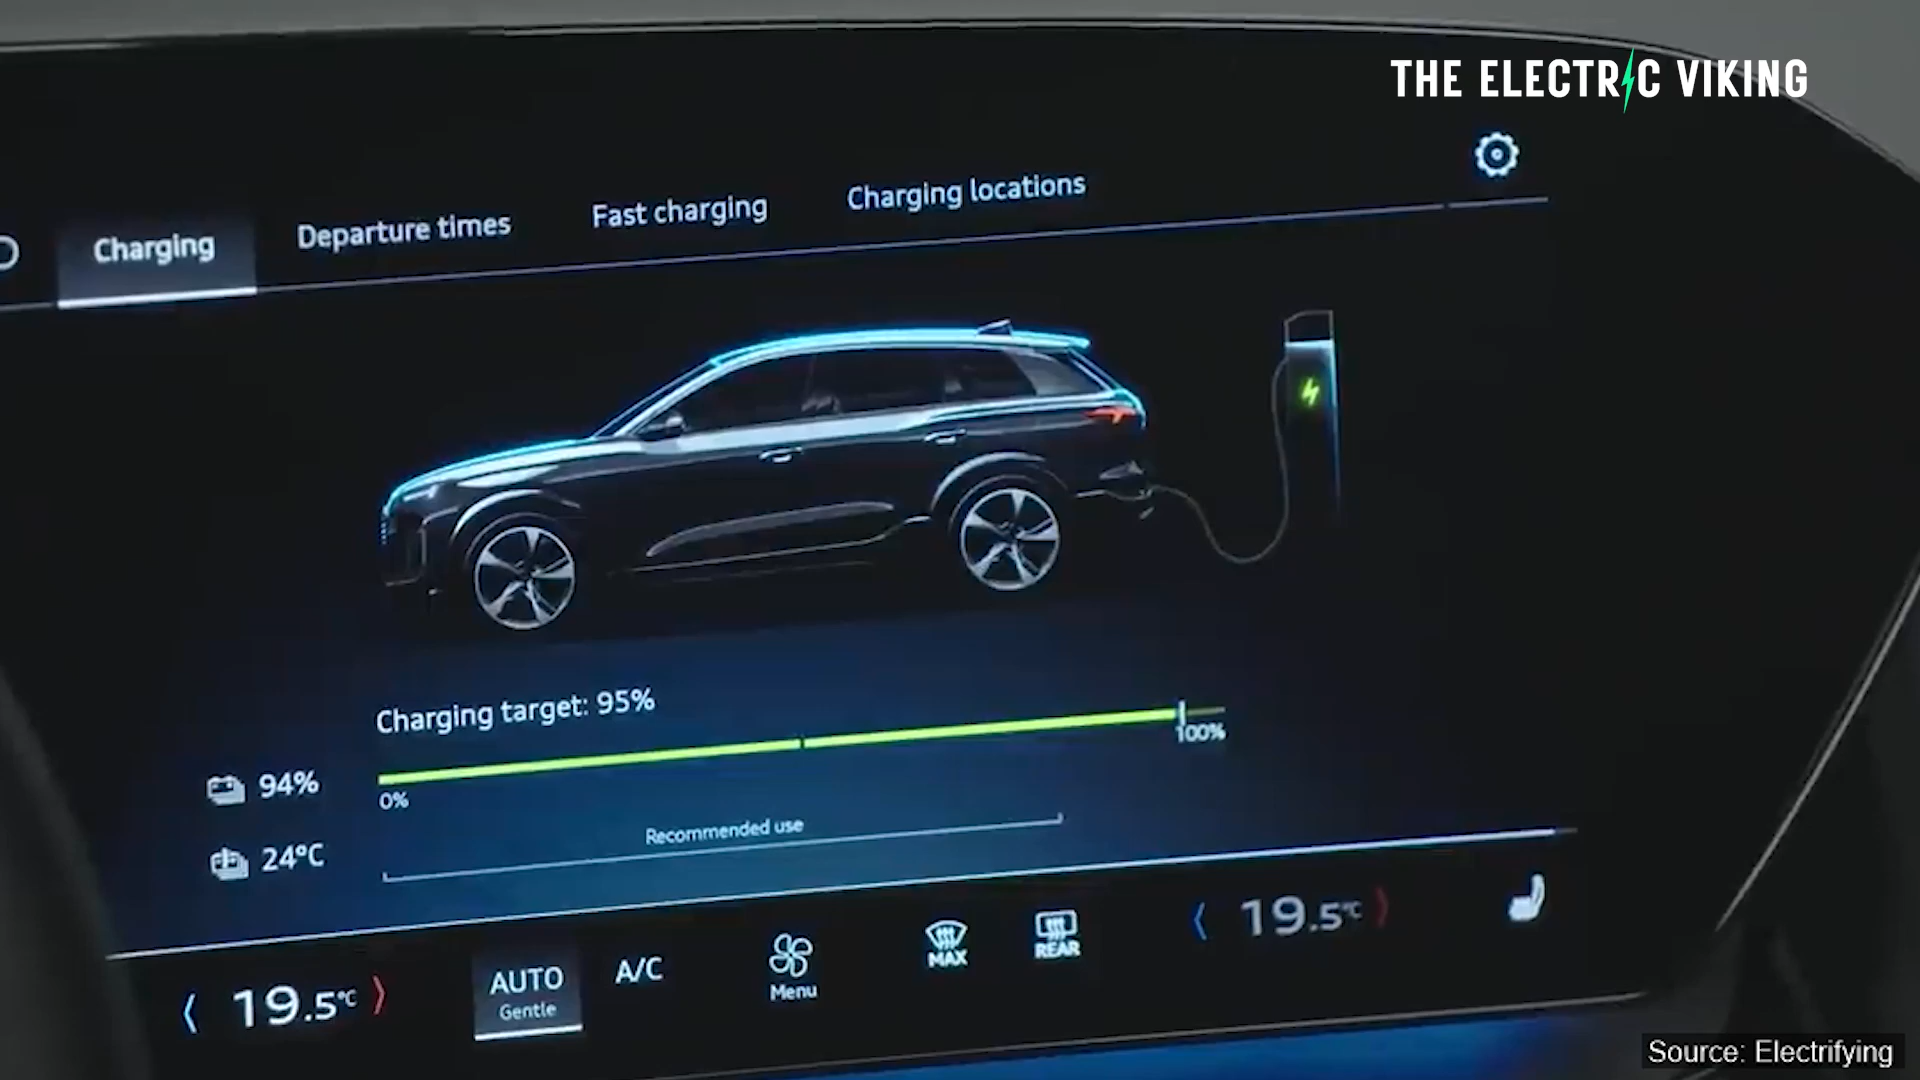 THE ELECTRIC VIKING
Charging
Departure times
Fast charging
Charging locations
Charging target: 95%
94%
0%
100%
24°C
Recommended use
19.5°C
AUTO
Gentle
A/C
Menu
MAX
REAR
19.5°C
Source: Electrifying